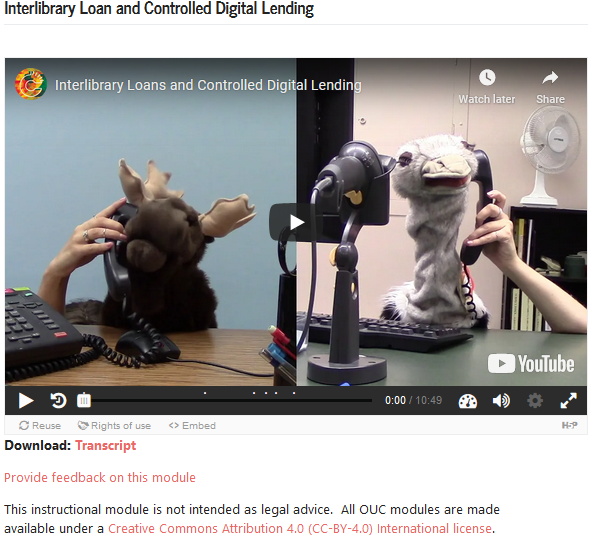 Interlibrary Loan and Controlled Digital Lending
Interlibrary Loans and Controlled Digital Lending
Watch later
Share
YouTube
0:00 / 10:49
Reuse
Rights of use
Embed
H-P
Download: Transcript
Provide feedback on this module
This instructional module is not intended as legal advice. All OUC modules are made
available under a Creative Commons Attribution 4.0 (CC-BY-4.0) International license.